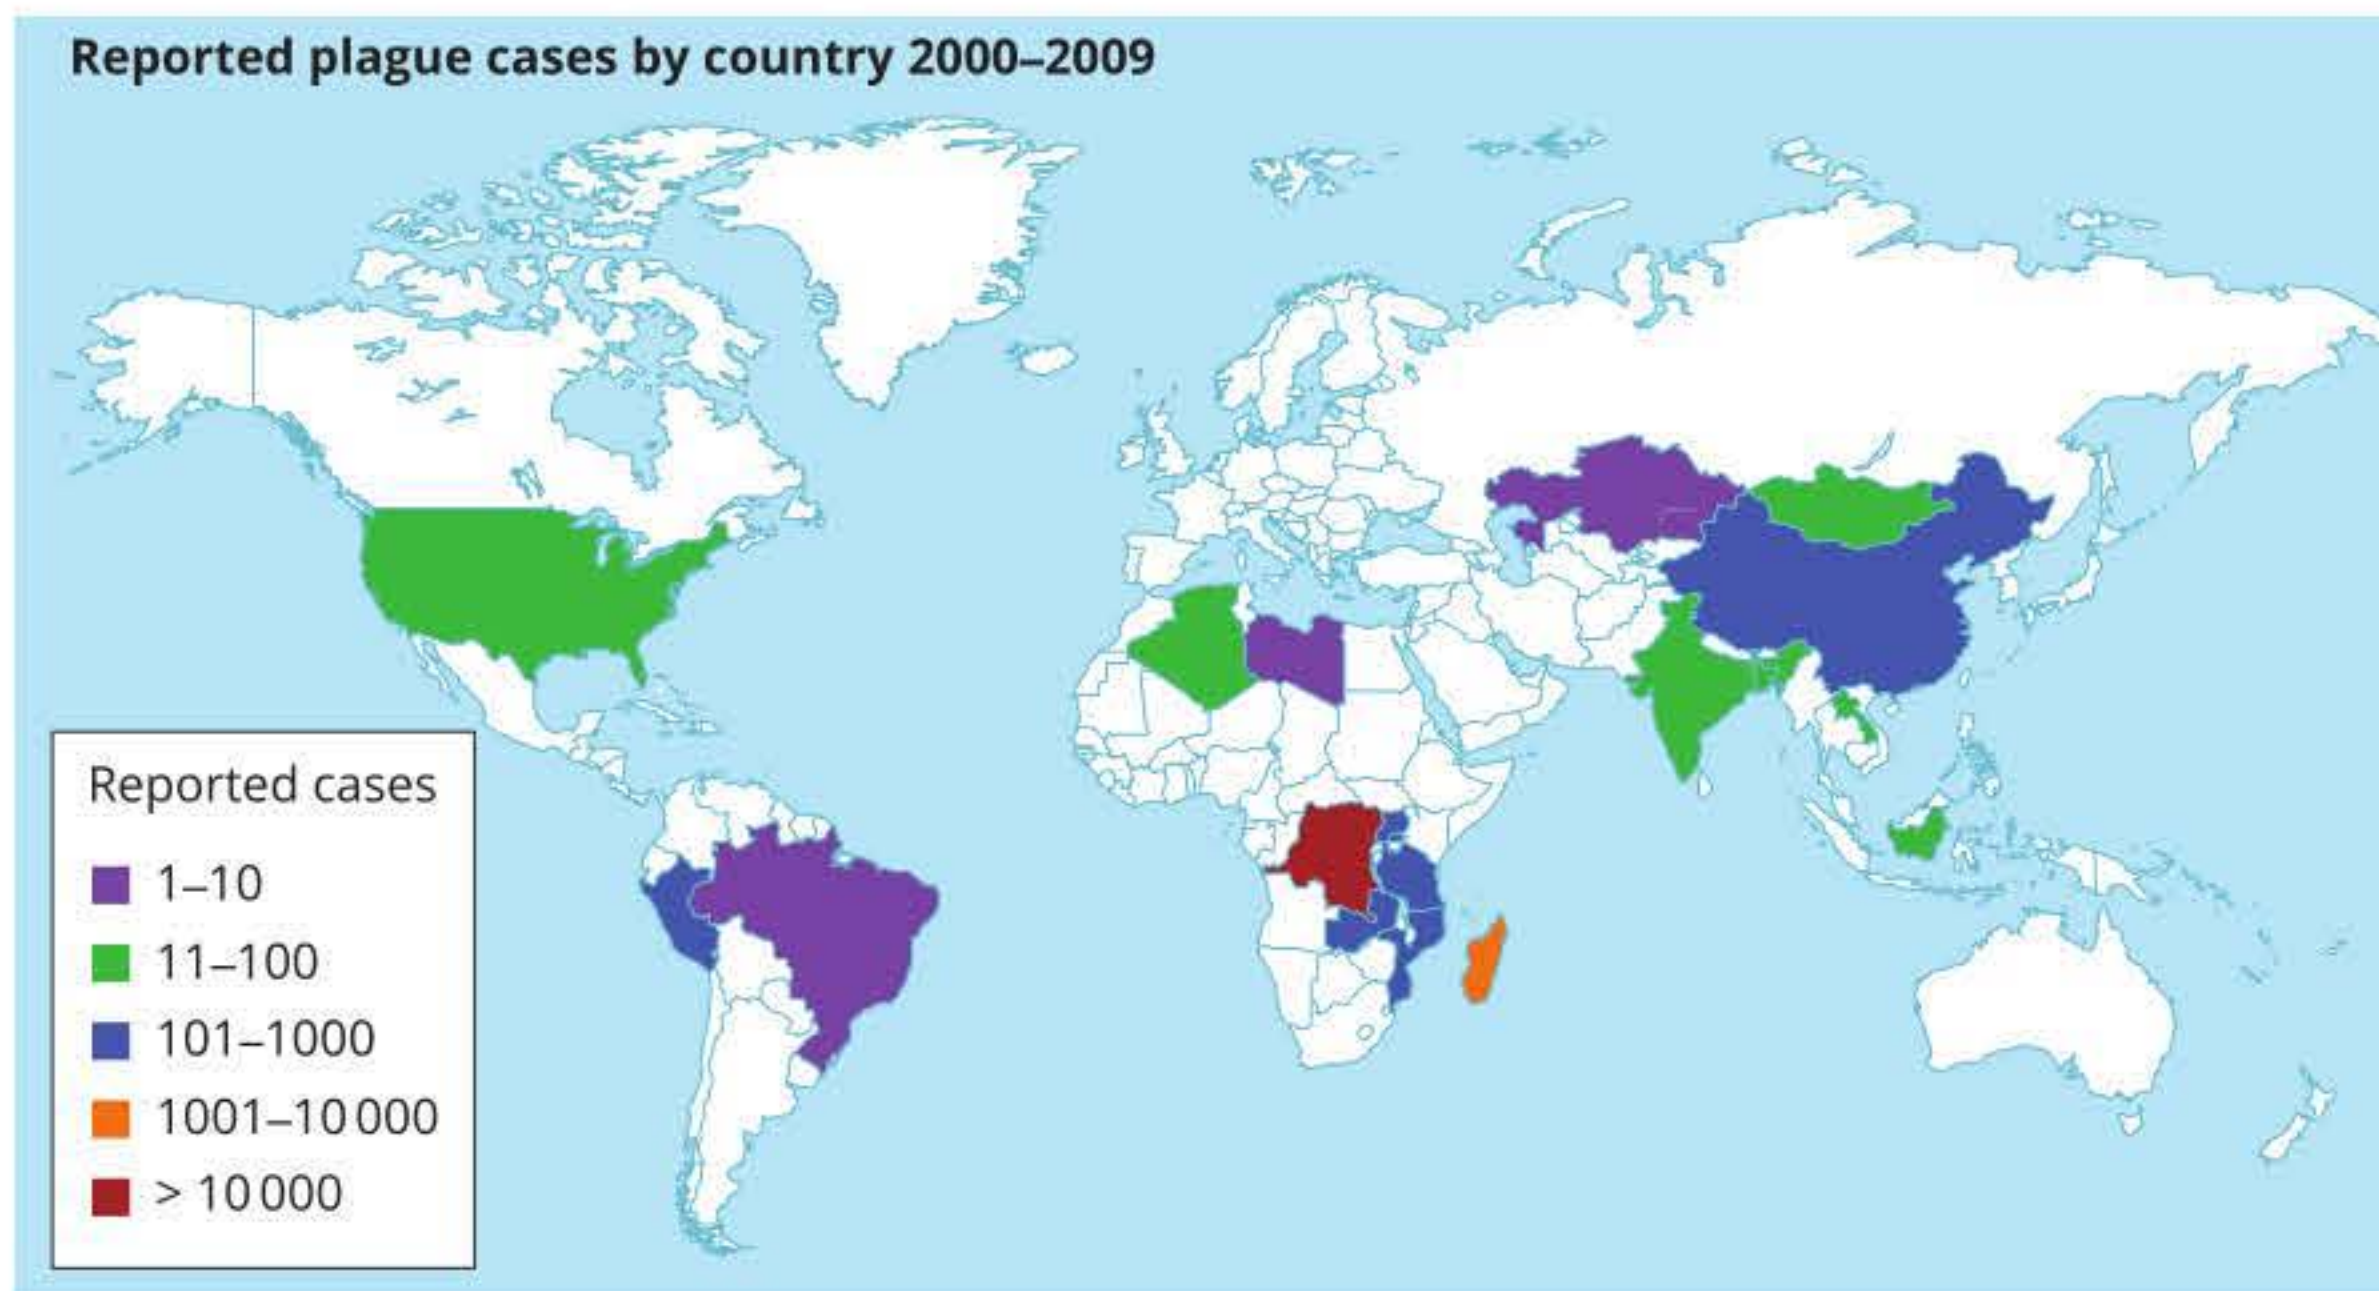 Reported plague cases by country 2000–2009
Reported cases
1–10
11–100
101–1000
1001–10 000
> 10 000